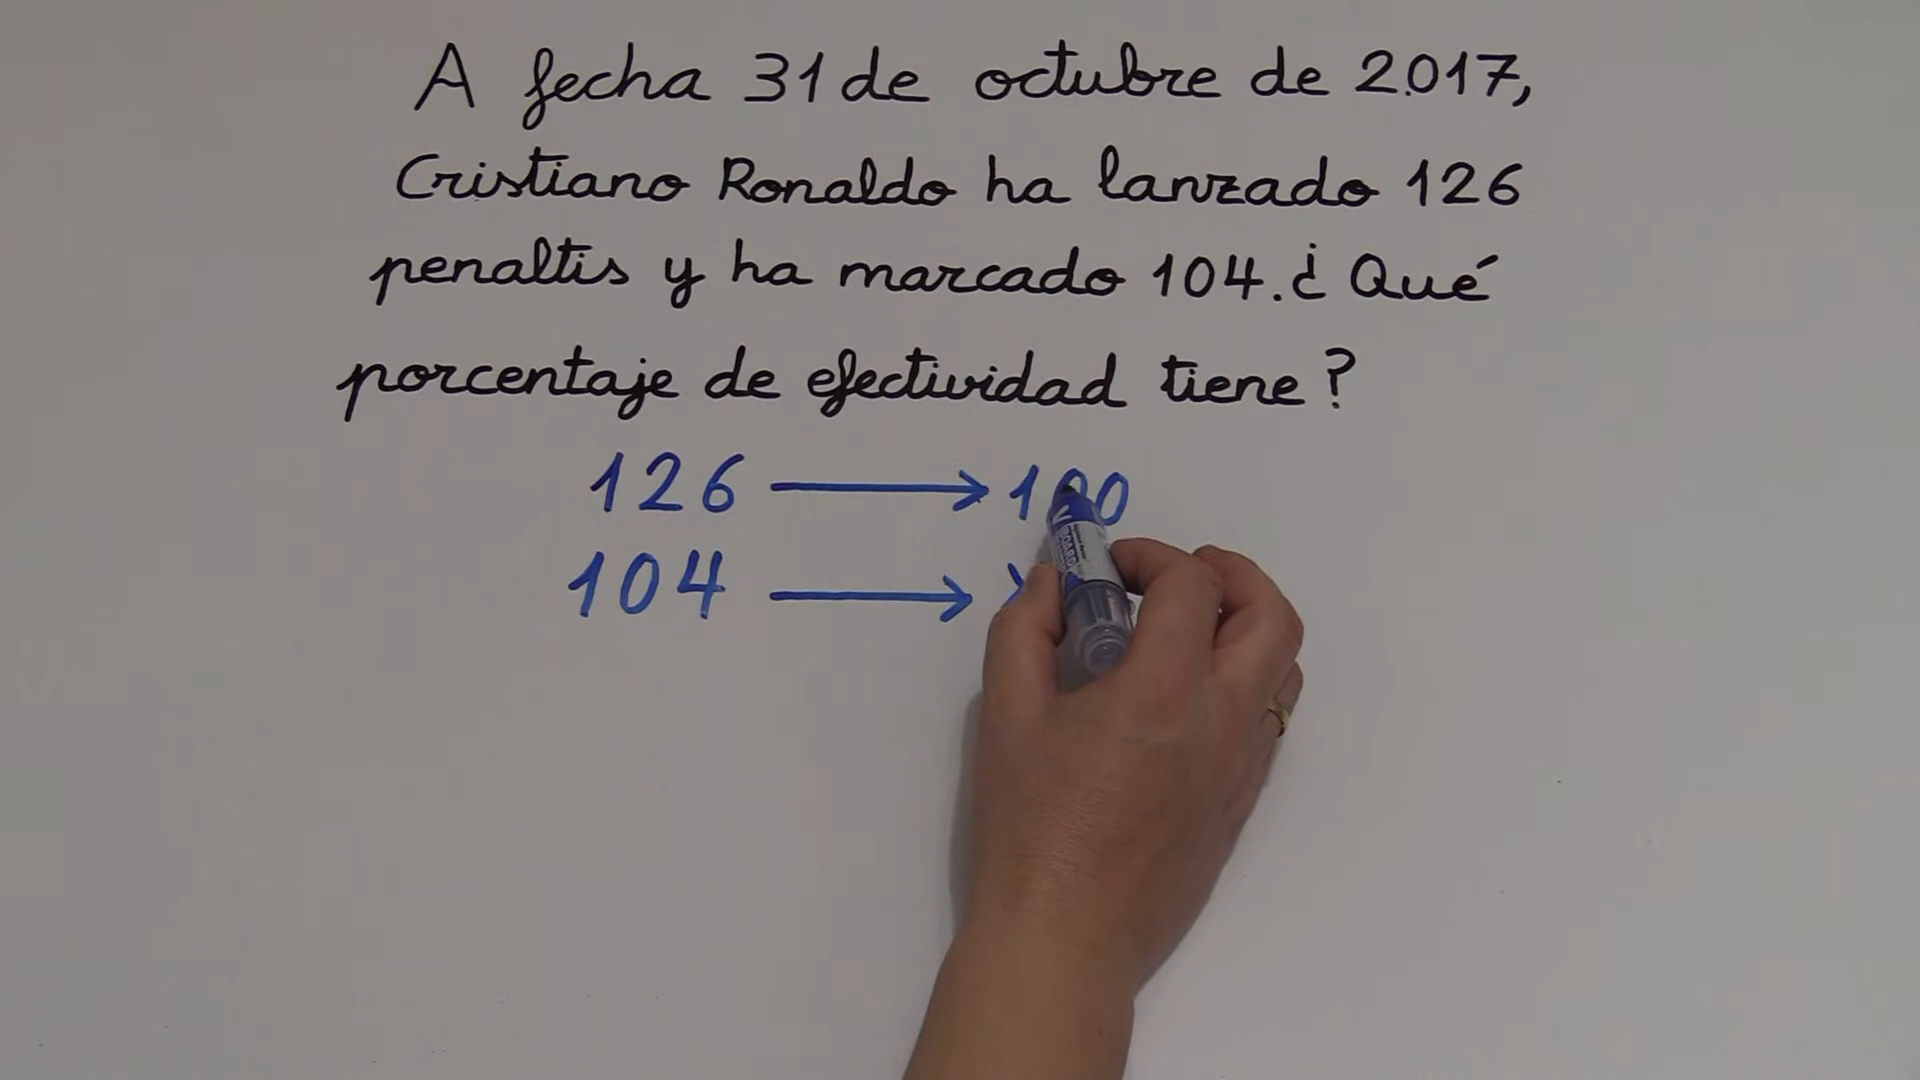 A fecha 31 de octubre de 2.017,
Cristiano Ronaldo ha lanzado 126
penaltis y ha marcado 104. ¿Qué
porcentaje de efectividad tiene?
126 → 100
104 →
V BOARD